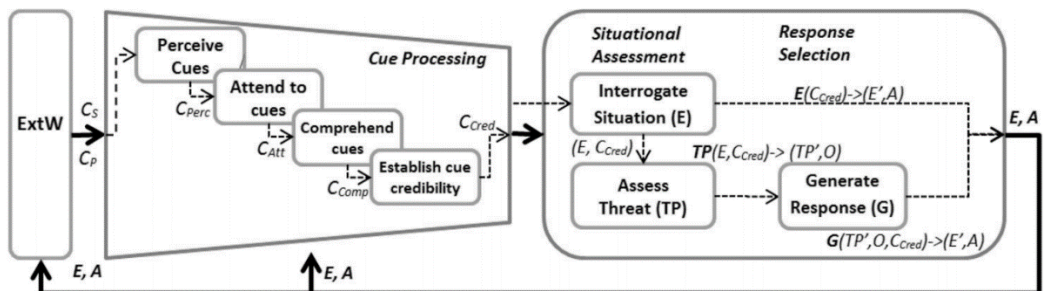 ExtW
C_S
C_P
Perceive
Cues
C_Perc
Attend to
cues
C_Att
Comprehend
cues
C_Comp
Establish cue
credibility
Cue Processing
C_Cred
Situational
Assessment
Response
Selection
Interrogate
Situation (E)
E(C_Cred)->(E',A)
(E, C_Cred)
TP(E,C_Cred)-> (TP',O)
Assess
Threat (TP)
Generate
Response (G)
G(TP',O,C_Cred)->(E',A)
E, A
E, A
E, A